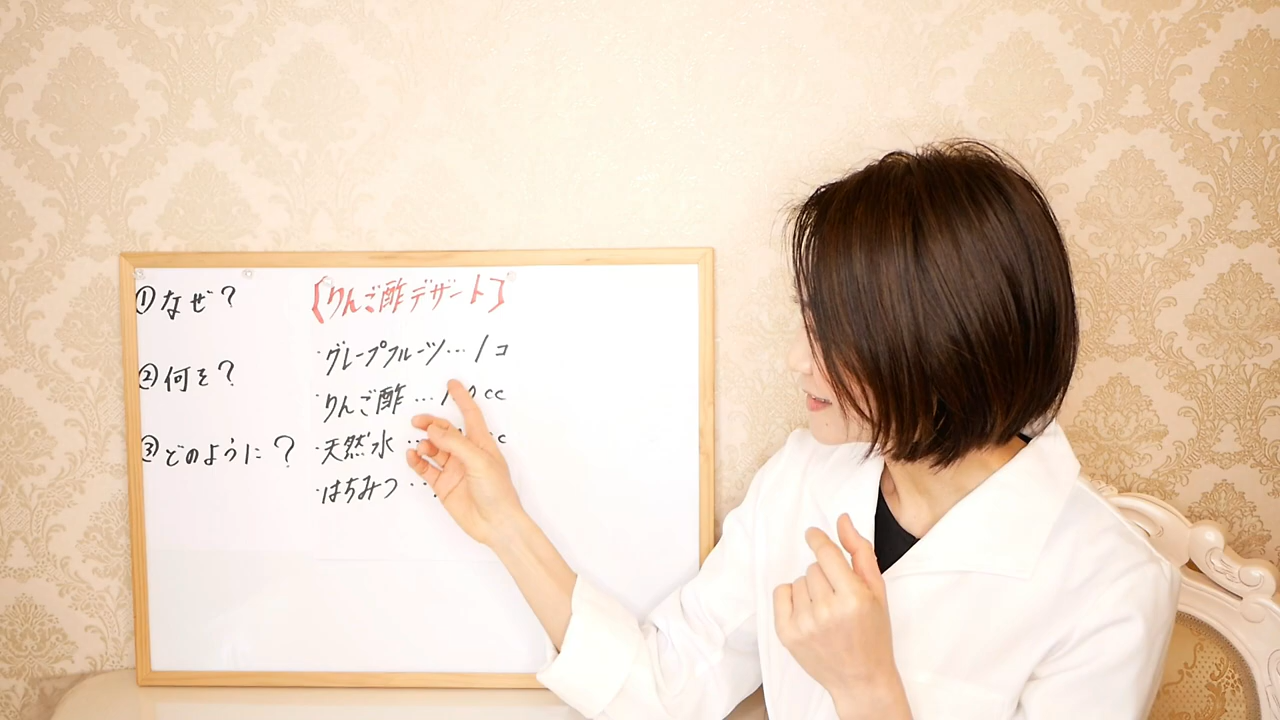 ①なぜ?
②何を?
③どのように?
【りんご酢デザート】
・グレープフルーツ…1コ
・りんご酢…
・天然水…
・はちみつ…